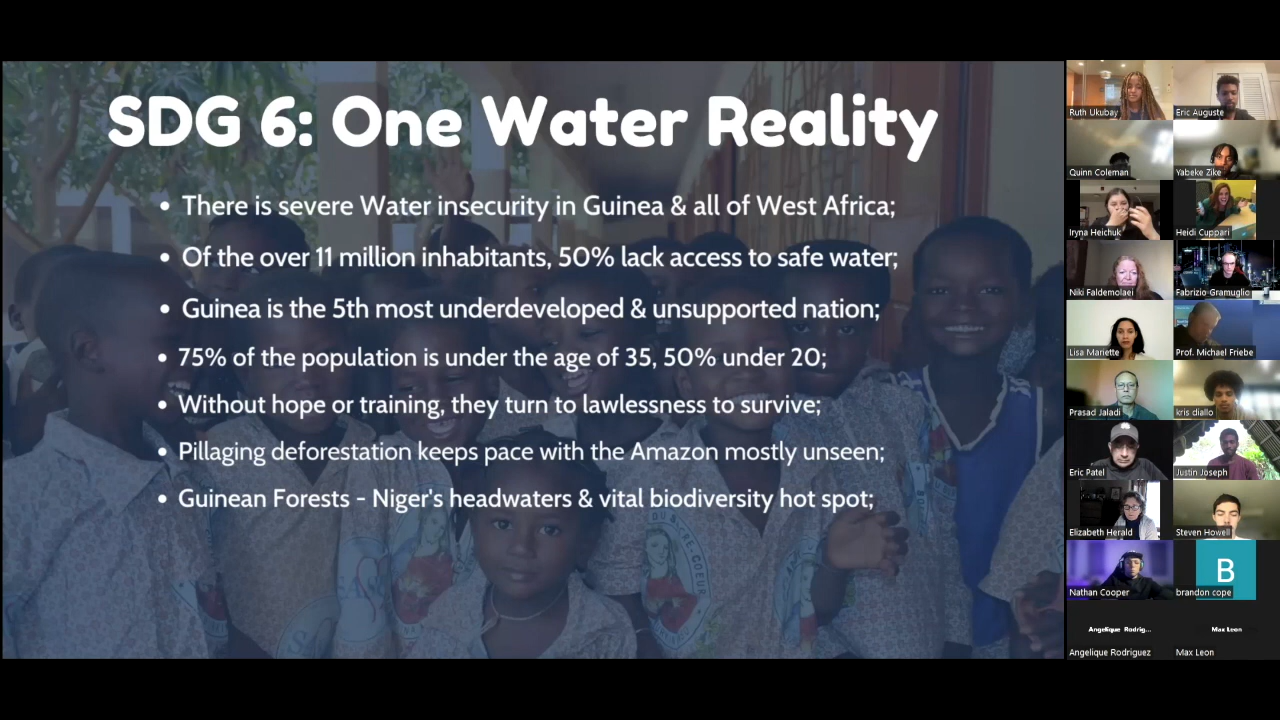 SDG 6: One Water Reality
• There is severe Water insecurity in Guinea & all of West Africa;
• Of the over 11 million inhabitants, 50% lack access to safe water;
• Guinea is the 5th most underdeveloped & unsupported nation;
• 75% of the population is under the age of 35, 50% under 20;
• Without hope or training, they turn to lawlessness to survive;
• Pillaging deforestation keeps pace with the Amazon mostly unseen;
• Guinean Forests - Niger's headwaters & vital biodiversity hot spot;
Ruth Ukubay
Eric Auguste
Quinn Coleman
Yabeke Zike
Iryna Heichuk
Heidi Cuppari
Niki Faldemolaei
Fabrizio Gramuglio
Lisa Mariette
Prof. Michael Friebe
Prasad Jaladi
kris diallo
Eric Patel
Justin Joseph
Elizabeth Herald
Steven Howell
Nathan Cooper
B
brandon cope
Angelique Rodrig...
Max Leon
Angelique Rodriguez
Max Leon